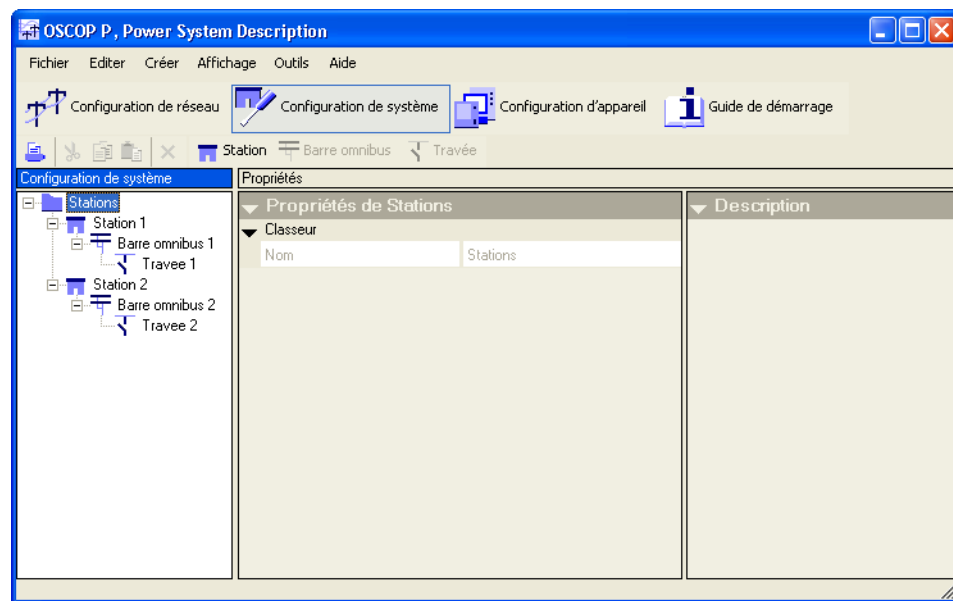 OSCOP P, Power System Description
Fichier Editer Créer Affichage Outils Aide
Configuration de réseau Configuration de système Configuration d'appareil Guide de démarrage
Station Barre omnibus Travée
Configuration de système Propriétés
Stations
Station 1
Barre omnibus 1
Travee 1
Station 2
Barre omnibus 2
Travee 2
Propriétés de Stations
Classeur
Nom Stations
Description